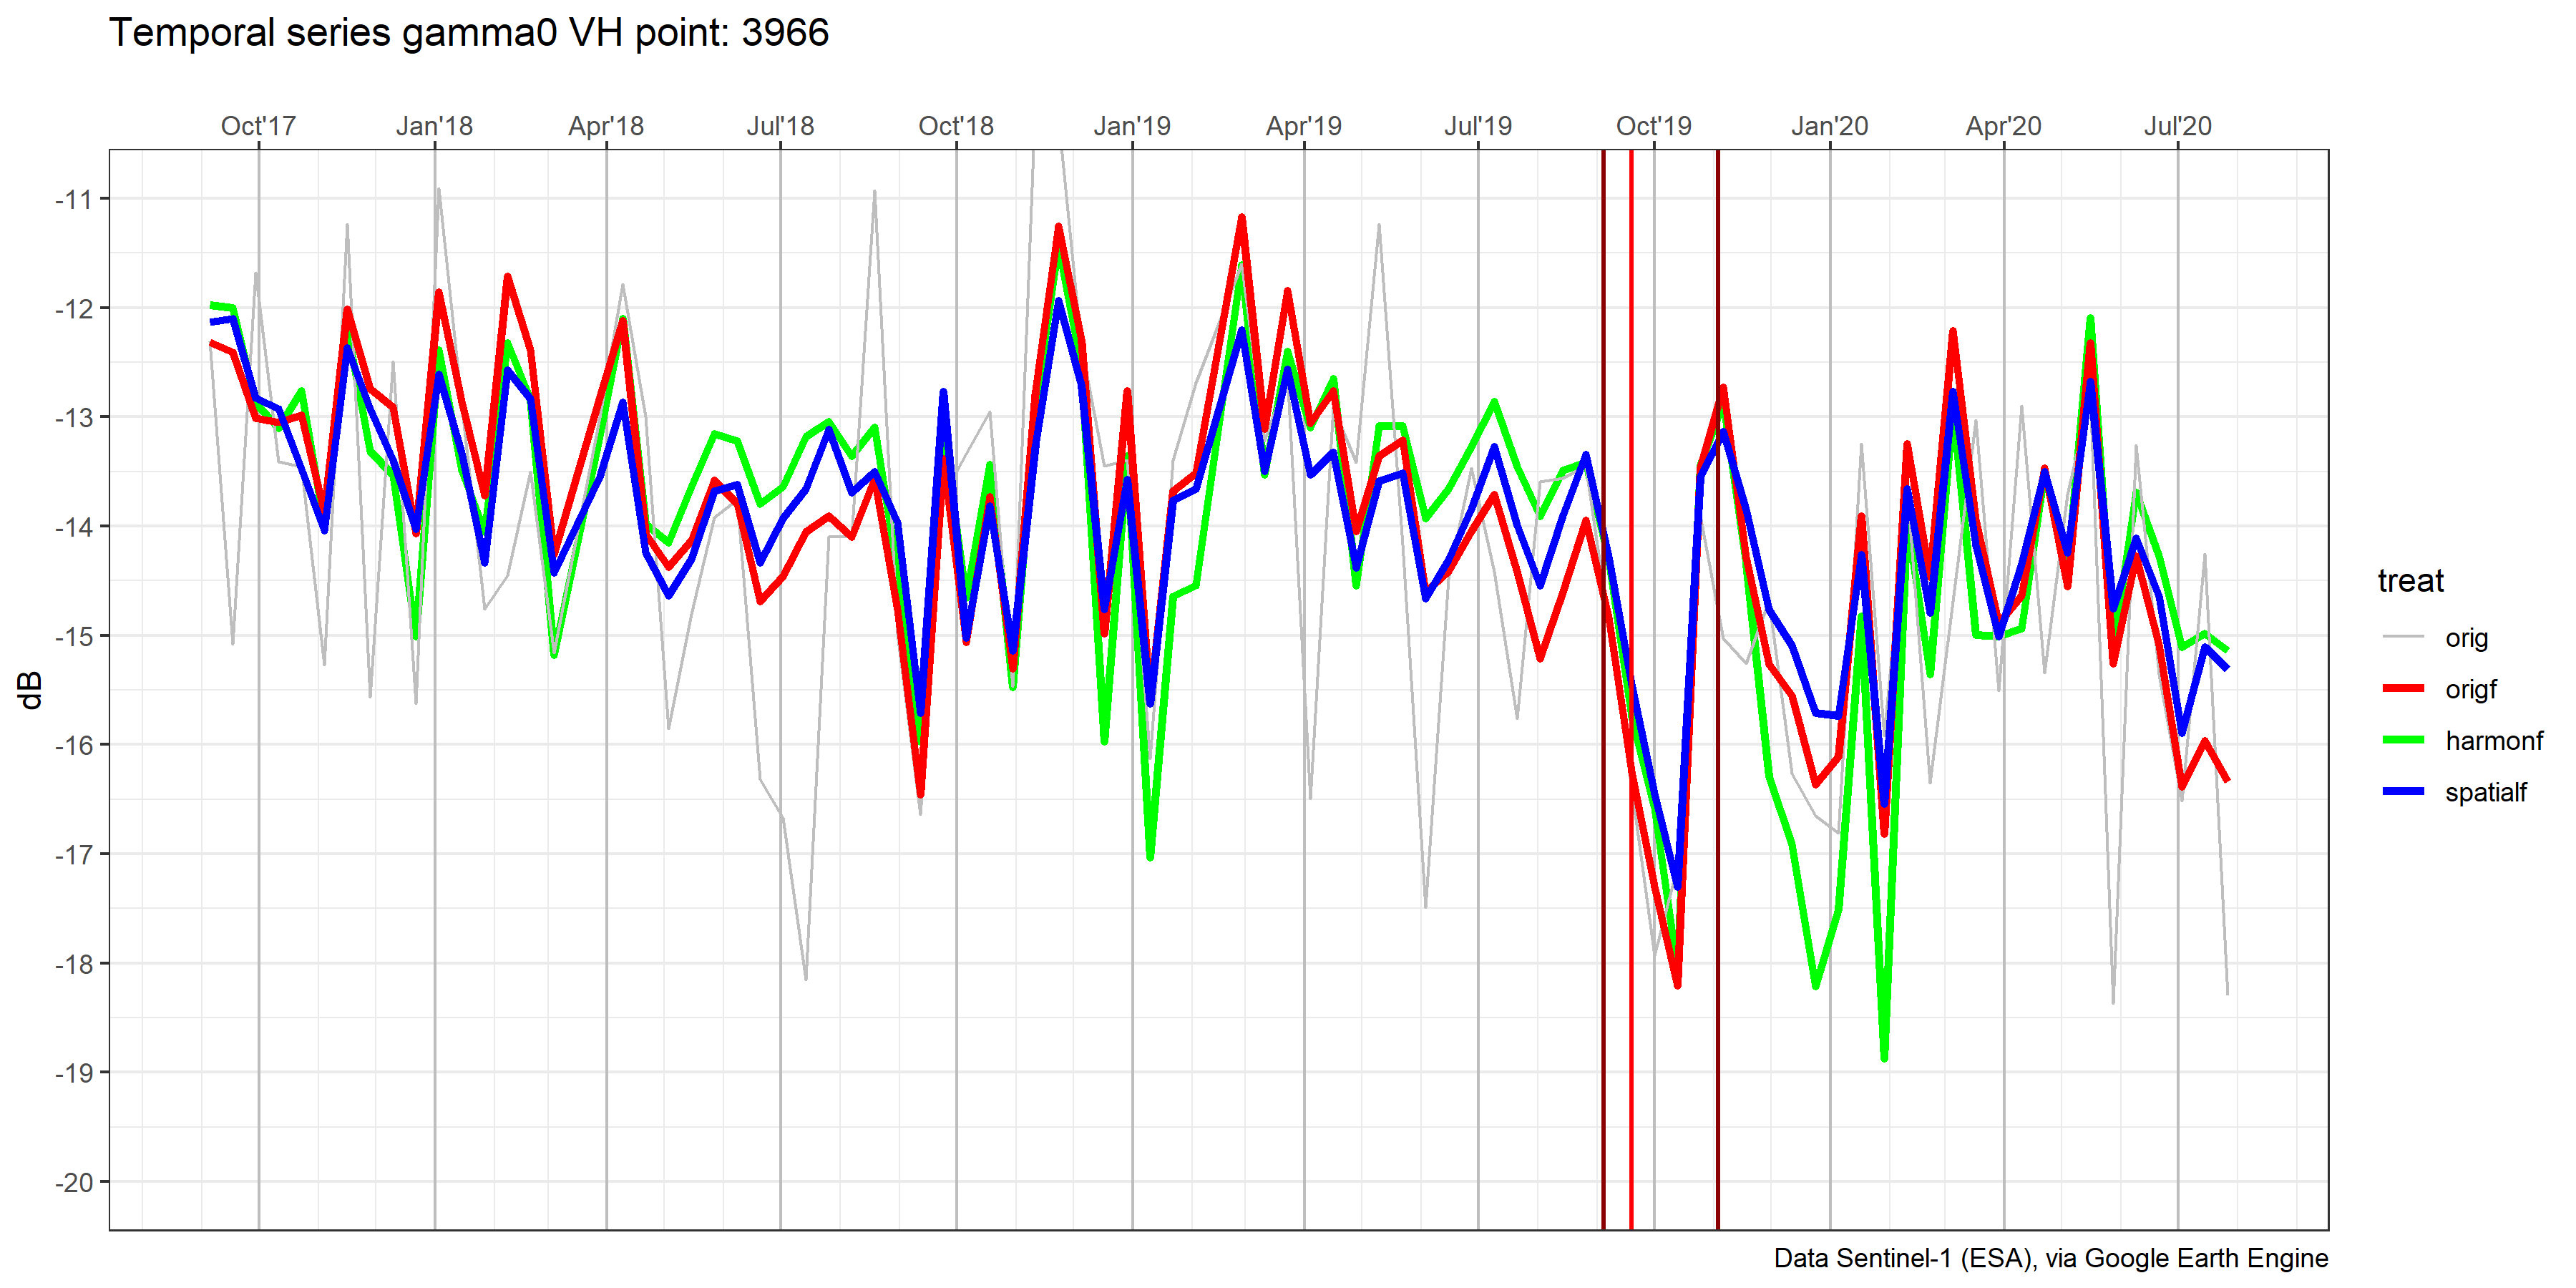 Temporal series gamma0 VH point: 3966
Oct'17 Jan'18 Apr'18 Jul'18 Oct'18 Jan'19 Apr'19 Jul'19 Oct'19 Jan'20 Apr'20 Jul'20
-11
-12
-13
-14
-15
-16
-17
-18
-19
-20
dB
treat
orig
origf
harmonf
spatialf
Data Sentinel-1 (ESA), via Google Earth Engine